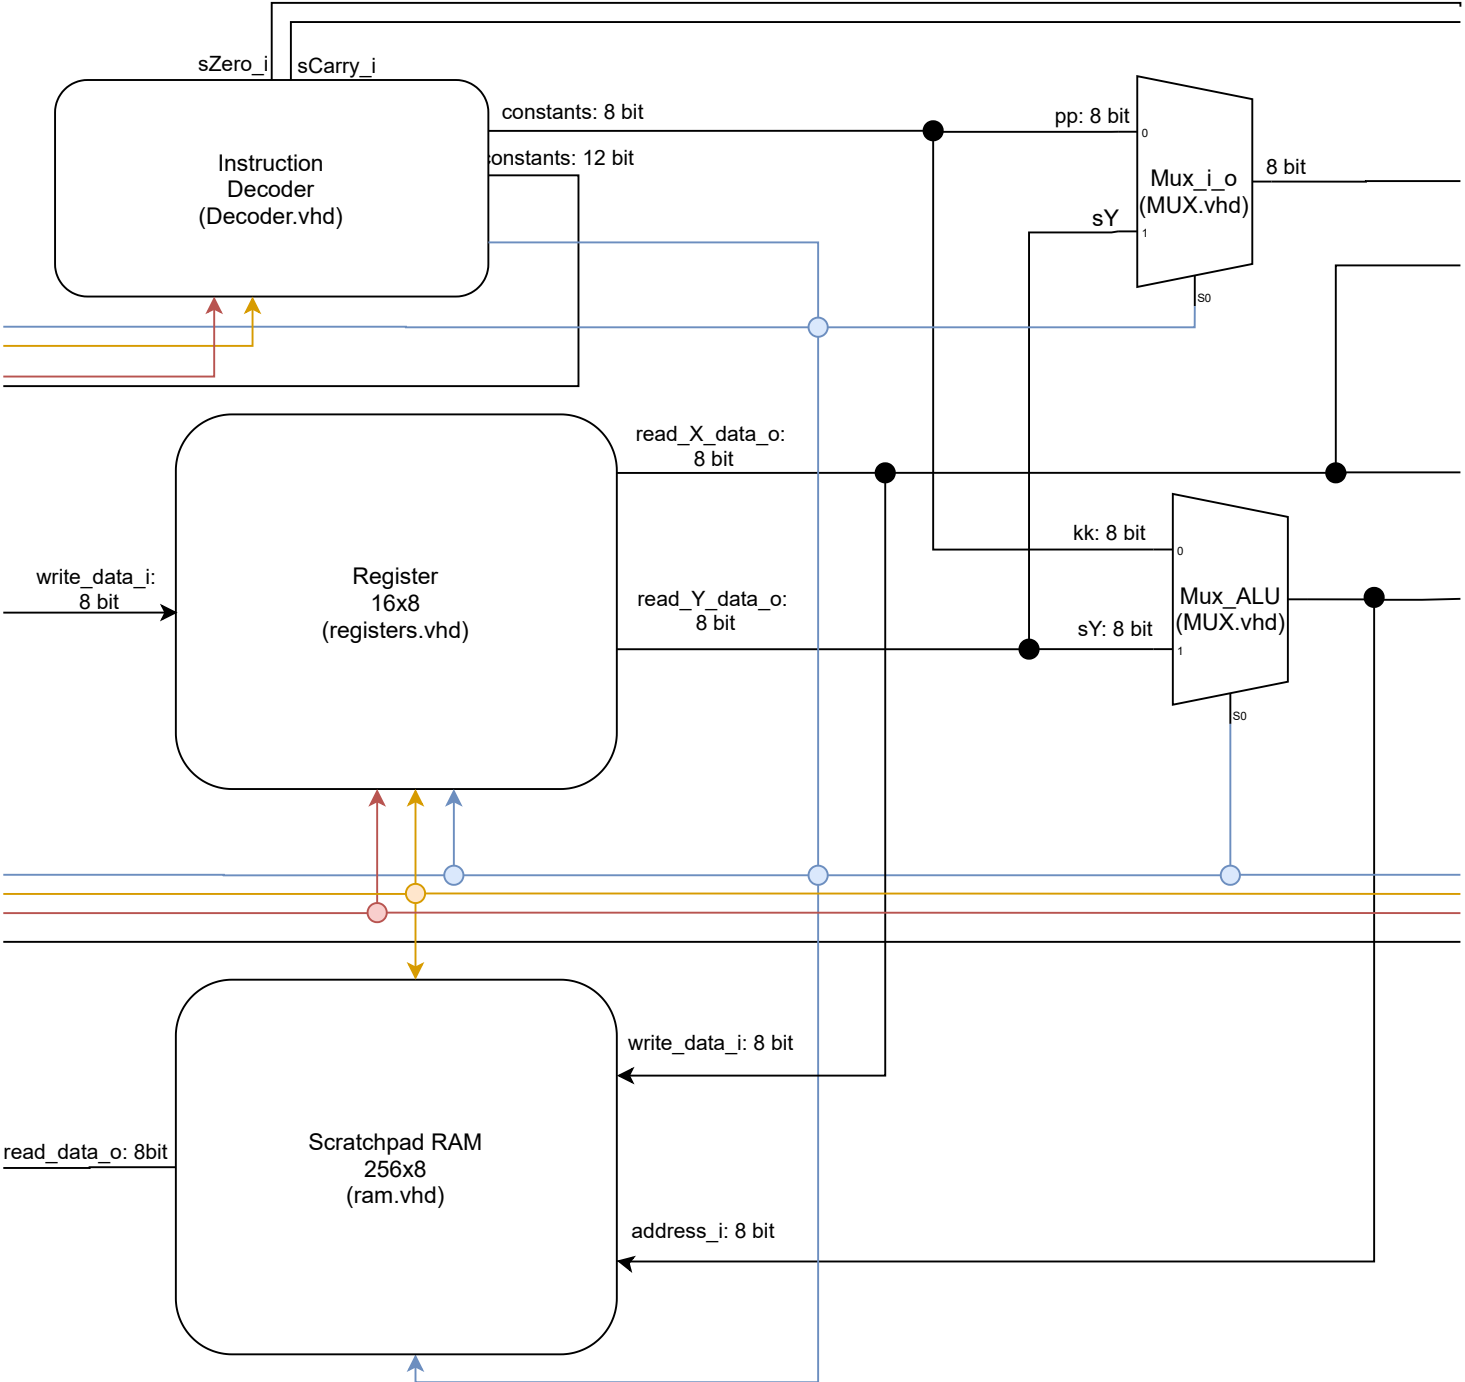 sZero_i
sCarry_i
constants: 8 bit
constants: 12 bit
Instruction
Decoder
(Decoder.vhd)
pp: 8 bit
0
Mux_i_o
(MUX.vhd)
8 bit
sY
1
S0
read_X_data_o:
8 bit
write_data_i:
8 bit
Register
16x8
(registers.vhd)
read_Y_data_o:
8 bit
kk: 8 bit
0
Mux_ALU
(MUX.vhd)
sY: 8 bit
1
S0
write_data_i: 8 bit
read_data_o: 8bit
Scratchpad RAM
256x8
(ram.vhd)
address_i: 8 bit